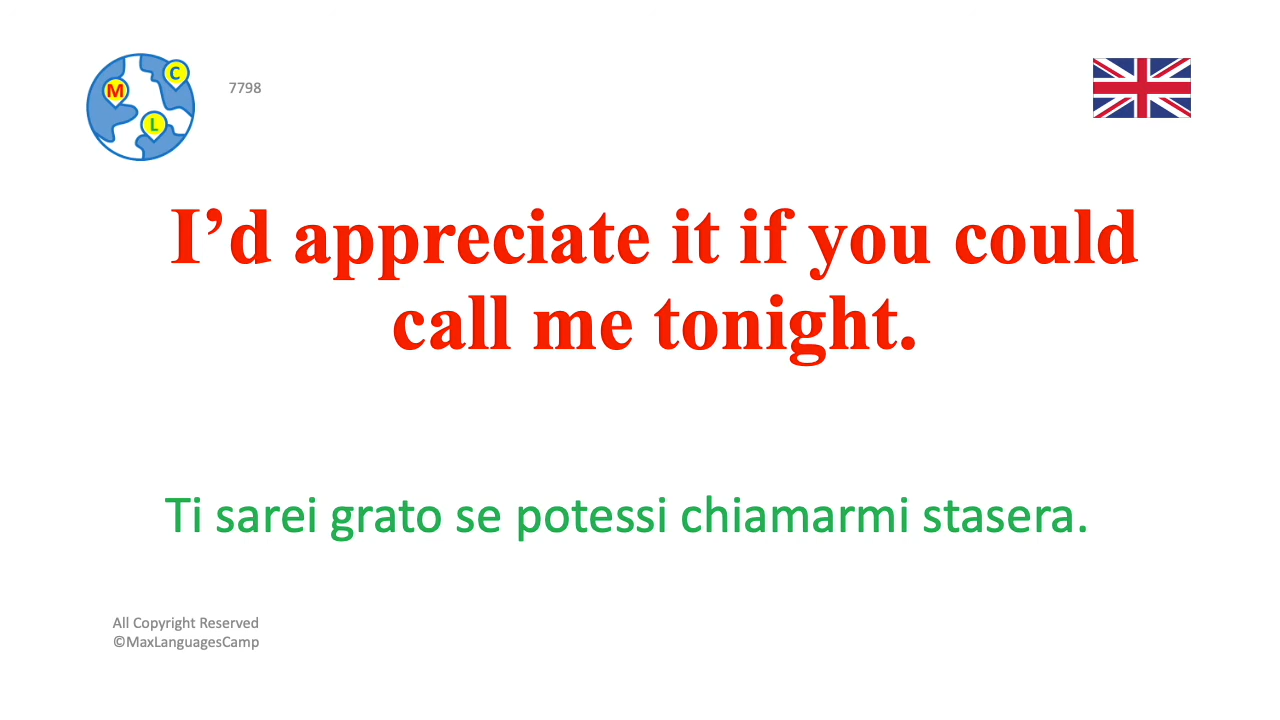 M
C
L
7798
I’d appreciate it if you could
call me tonight.
Ti sarei grato se potessi chiamarmi stasera.
All Copyright Reserved
©MaxLanguagesCamp